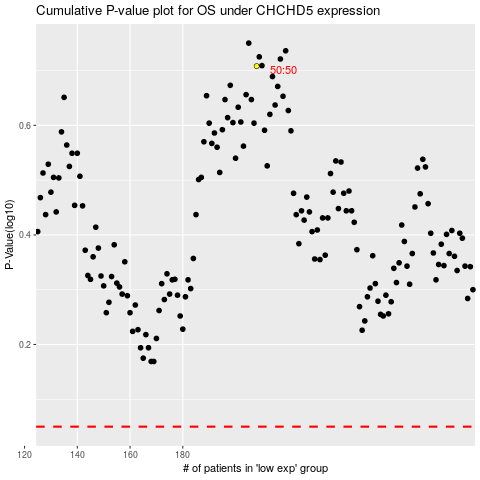 Cumulative P-value plot for OS under CHCHD5 expression
50:50
0.6
0.4
0.2
P-Value(log10)
120 140 160 180
# of patients in 'low exp' group